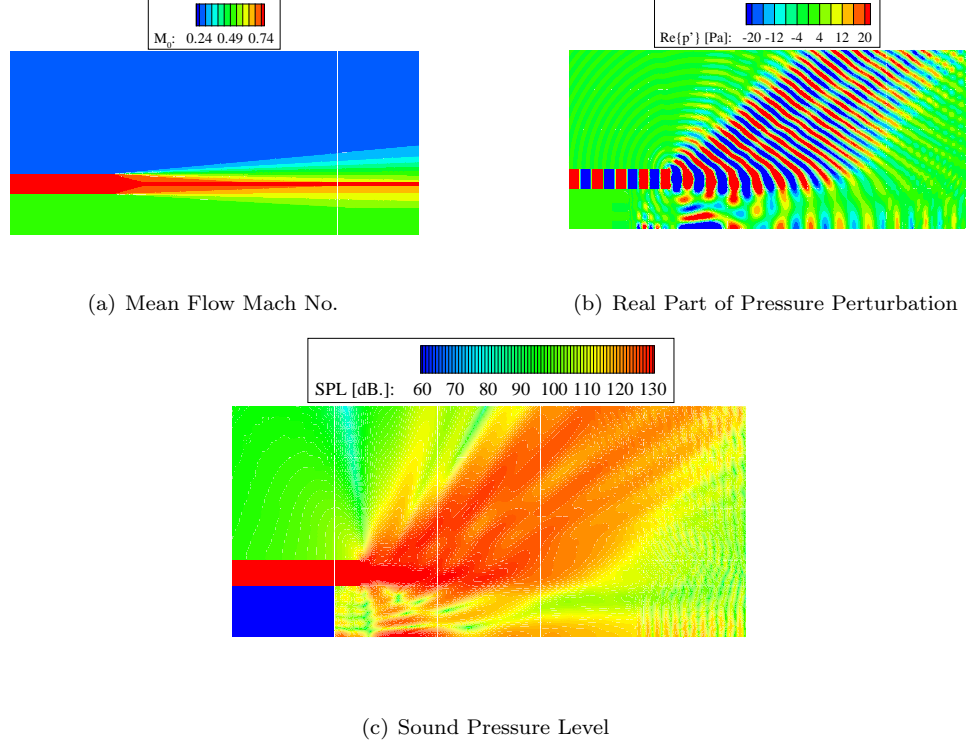 M₀: 0.24 0.49 0.74
Re{p'} [Pa]: -20 -12 -4 4 12 20
(a) Mean Flow Mach No.
(b) Real Part of Pressure Perturbation
SPL [dB.]: 60 70 80 90 100 110 120 130
(c) Sound Pressure Level